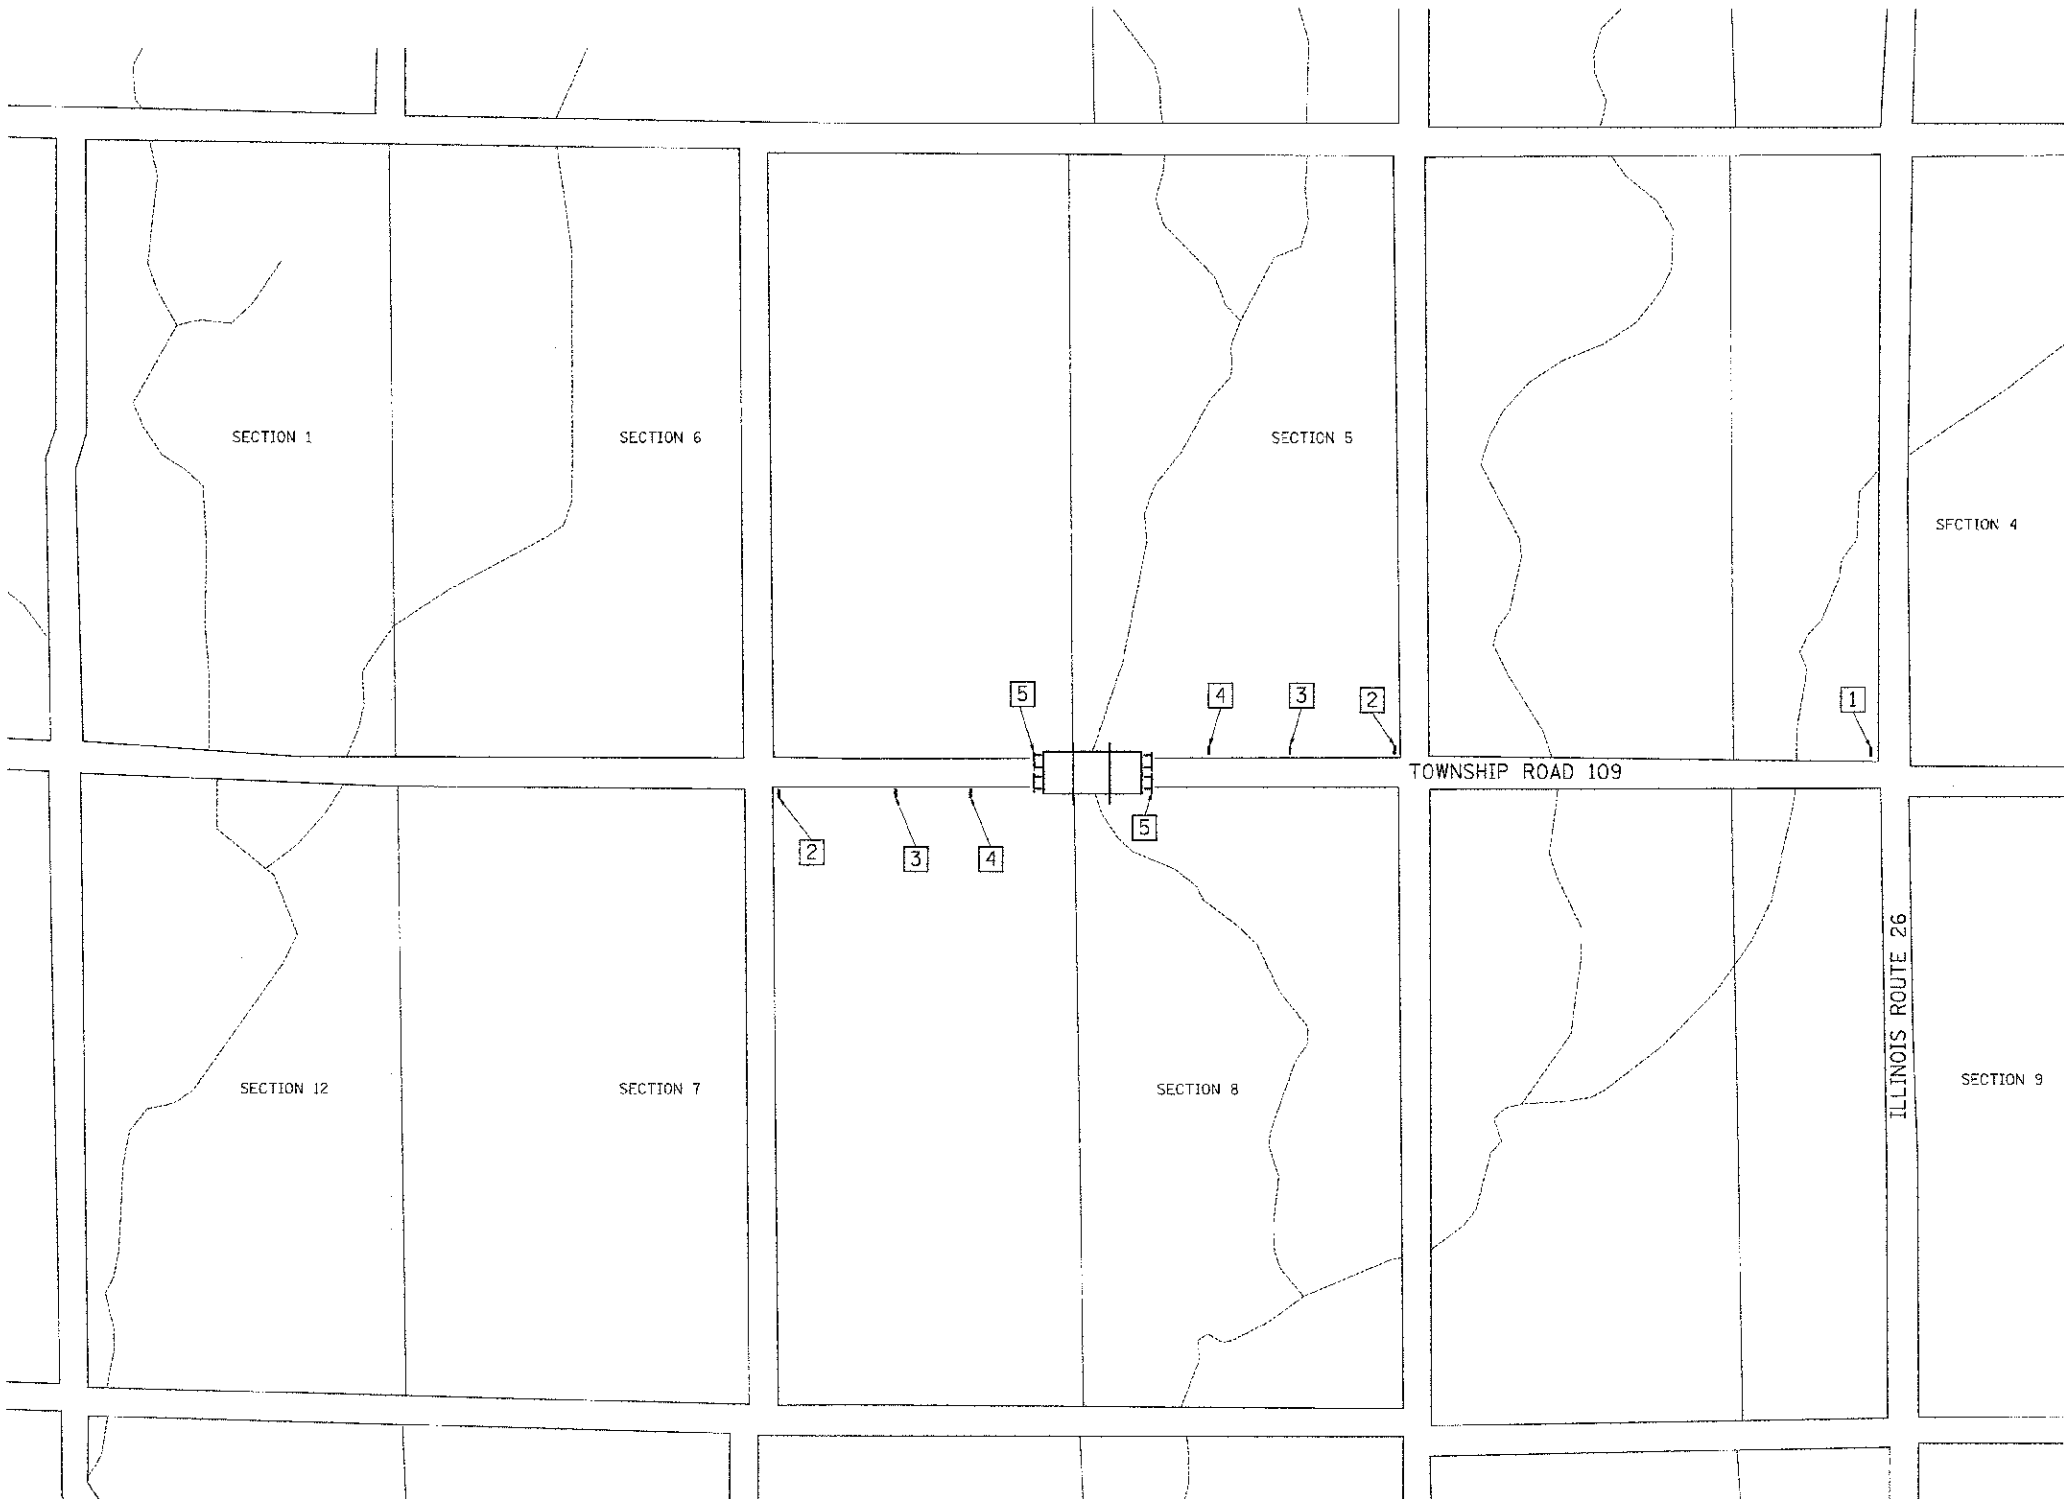 SECTION 1
SECTION 6
SECTION 5
SECTION 4
5
4
3
2
1
TOWNSHIP ROAD 109
2
3
4
5
ILLINOIS ROUTE 26
SECTION 12
SECTION 7
SECTION 8
SECTION 9